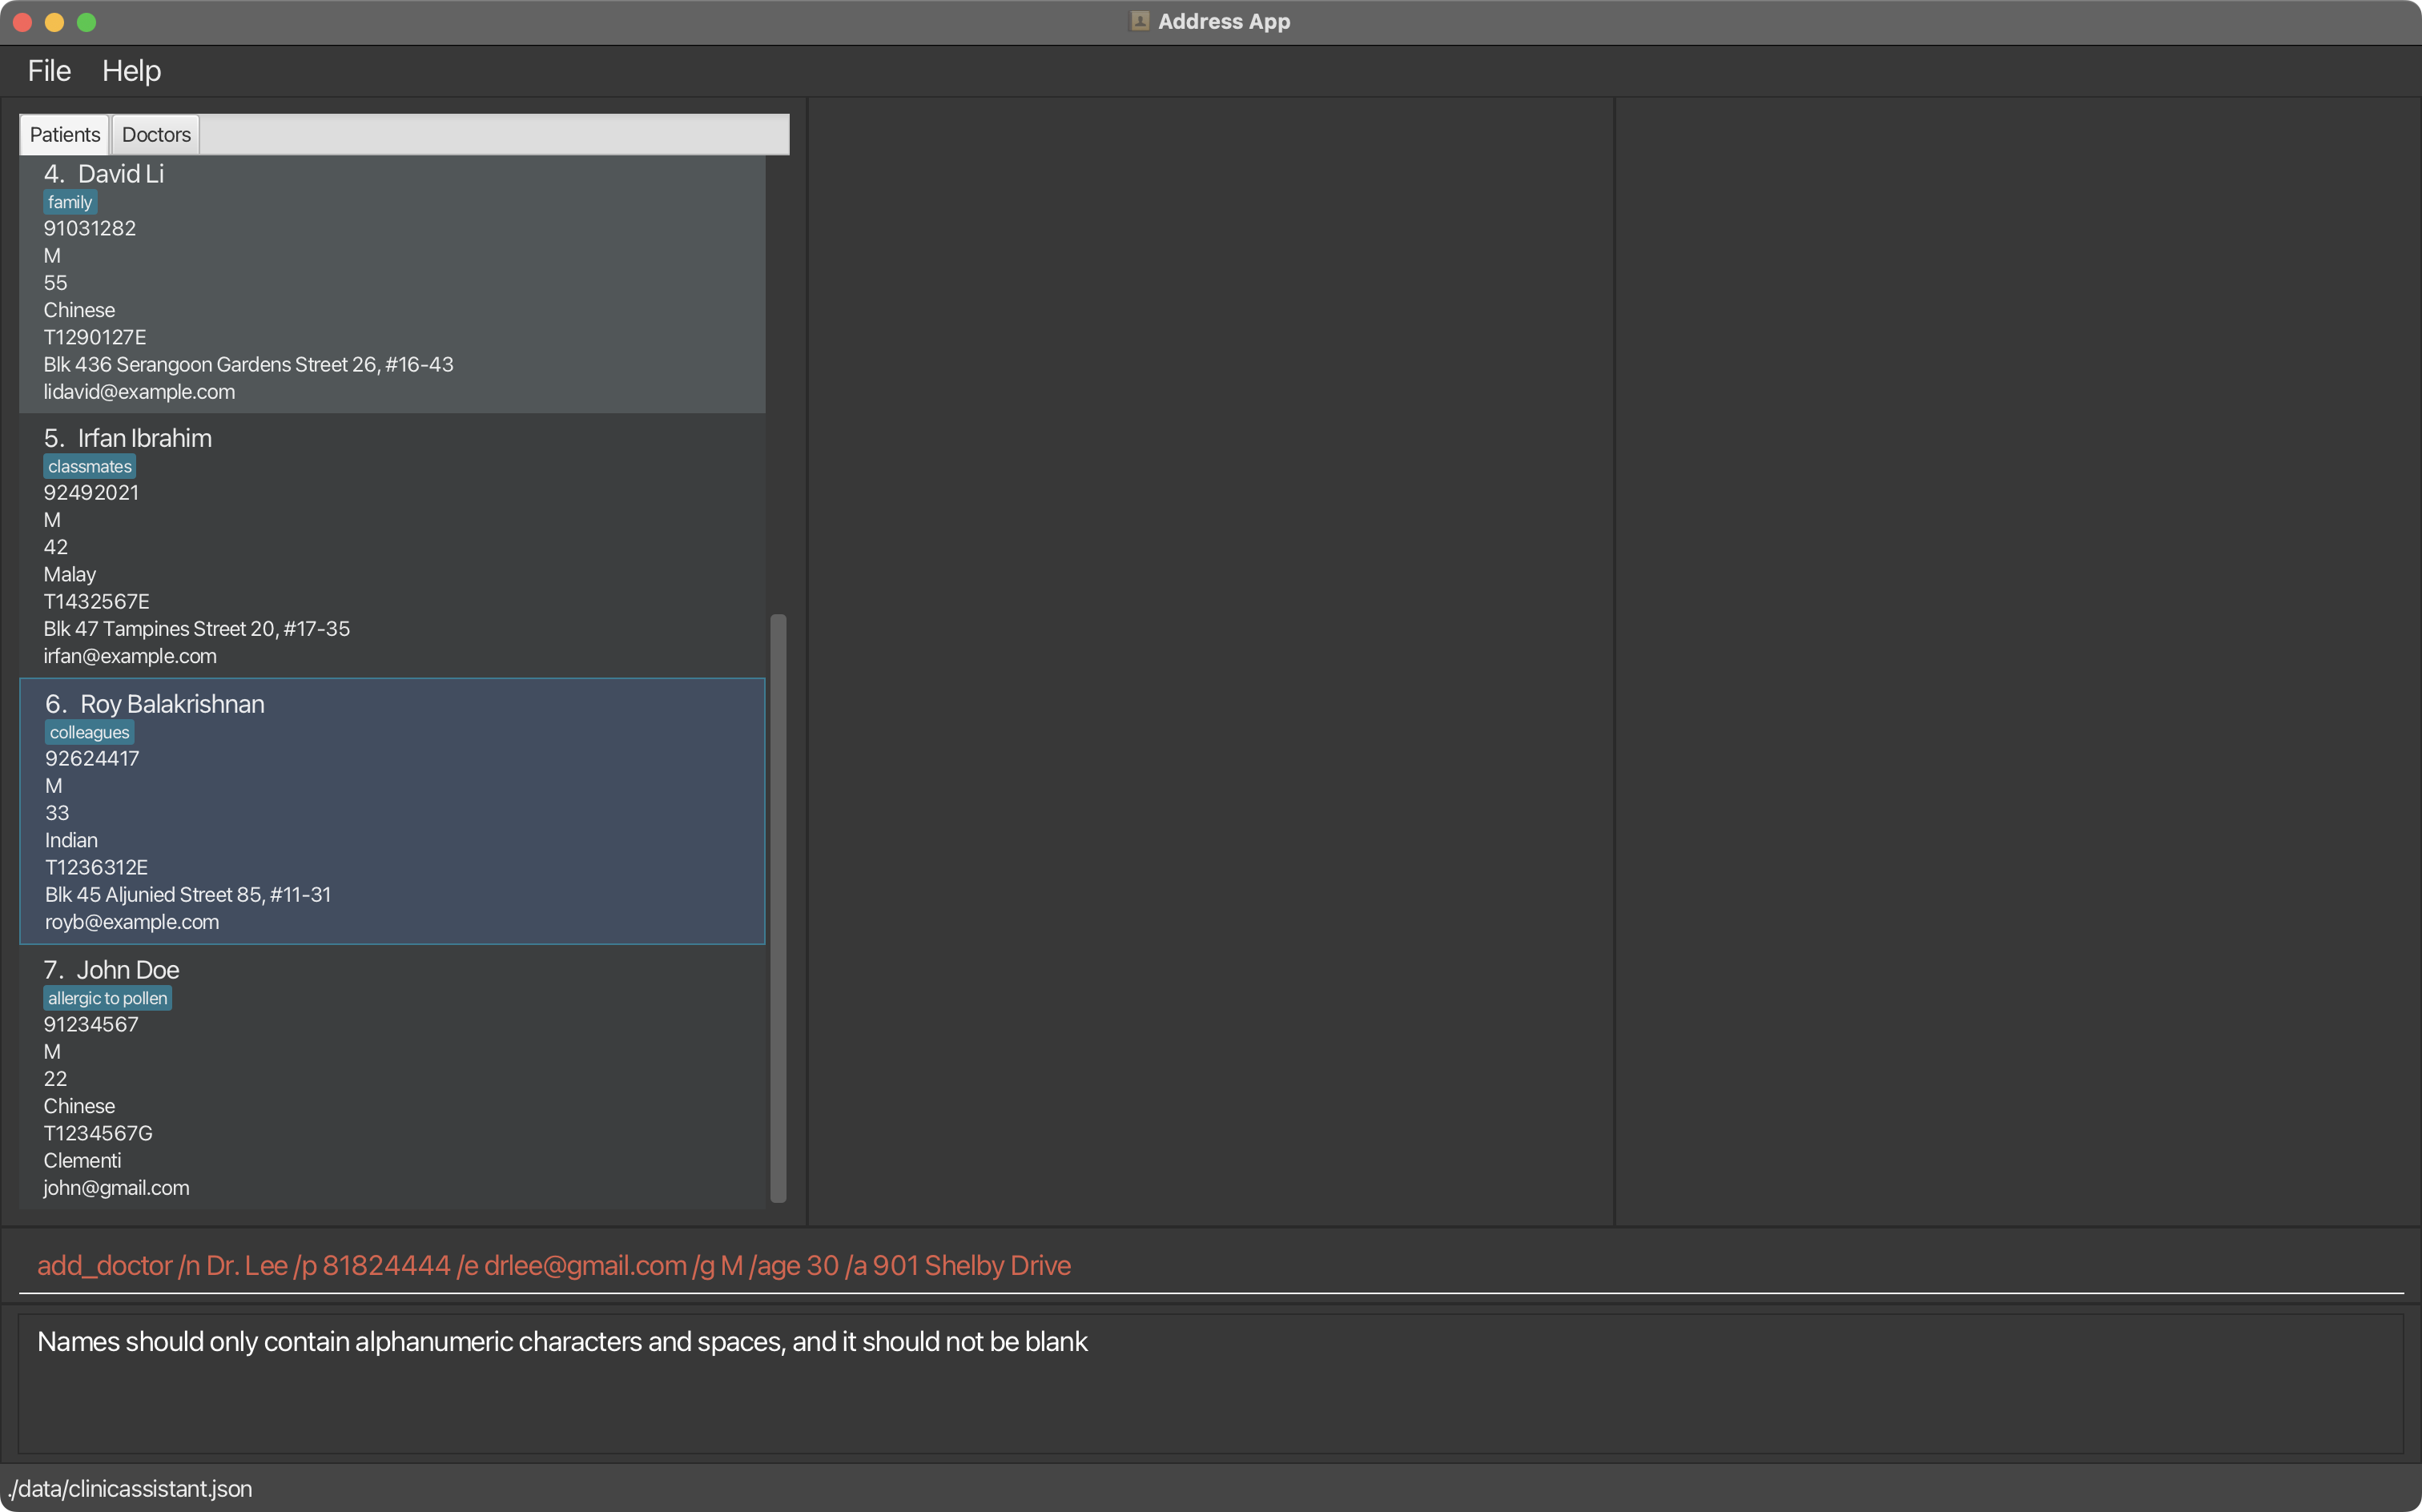 Address App
File Help
Patients Doctors
4. David Li
family
91031282
M
55
Chinese
T1290127E
Blk 436 Serangoon Gardens Street 26, #16-43
lidavid@example.com
5. Irfan Ibrahim
classmates
92492021
M
42
Malay
T1432567E
Blk 47 Tampines Street 20, #17-35
irfan@example.com
6. Roy Balakrishnan
colleagues
92624417
M
33
Indian
T1236312E
Blk 45 Aljunied Street 85, #11-31
royb@example.com
7. John Doe
allergic to pollen
91234567
M
22
Chinese
T1234567G
Clementi
john@gmail.com
add_doctor /n Dr. Lee /p 81824444 /e drlee@gmail.com /g M /age 30 /a 901 Shelby Drive
Names should only contain alphanumeric characters and spaces, and it should not be blank
./data/clinicassistant.json